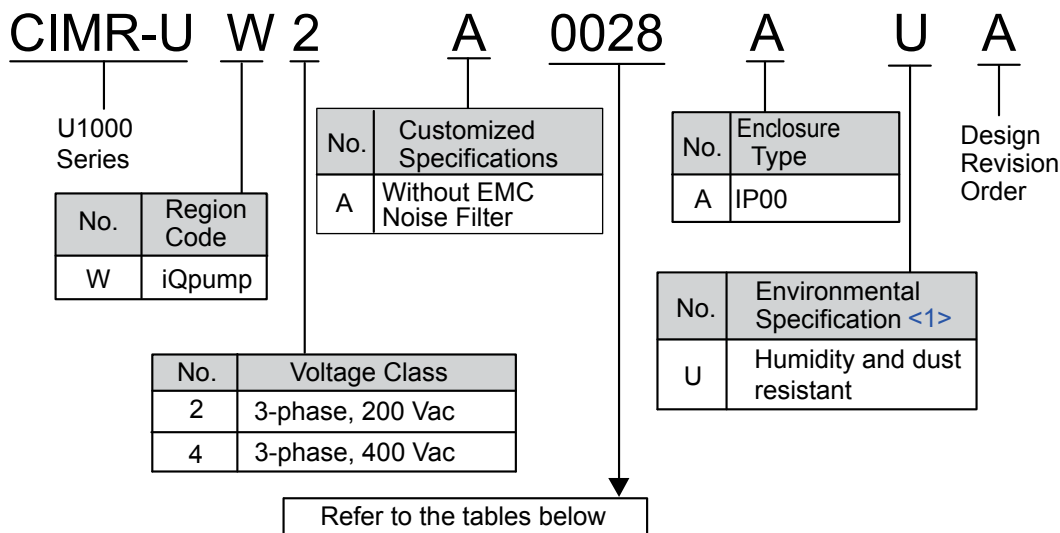 CIMR-U W 2 A 0028 A U A
U1000
Series
No. Customized
Specifications
A Without EMC
Noise Filter
No. Enclosure
Type
A IP00
Design
Revision
Order
No. Region
Code
W iQpump
No. Environmental
Specification <1>
U Humidity and dust
resistant
No. Voltage Class
2 3-phase, 200 Vac
4 3-phase, 400 Vac
Refer to the tables below